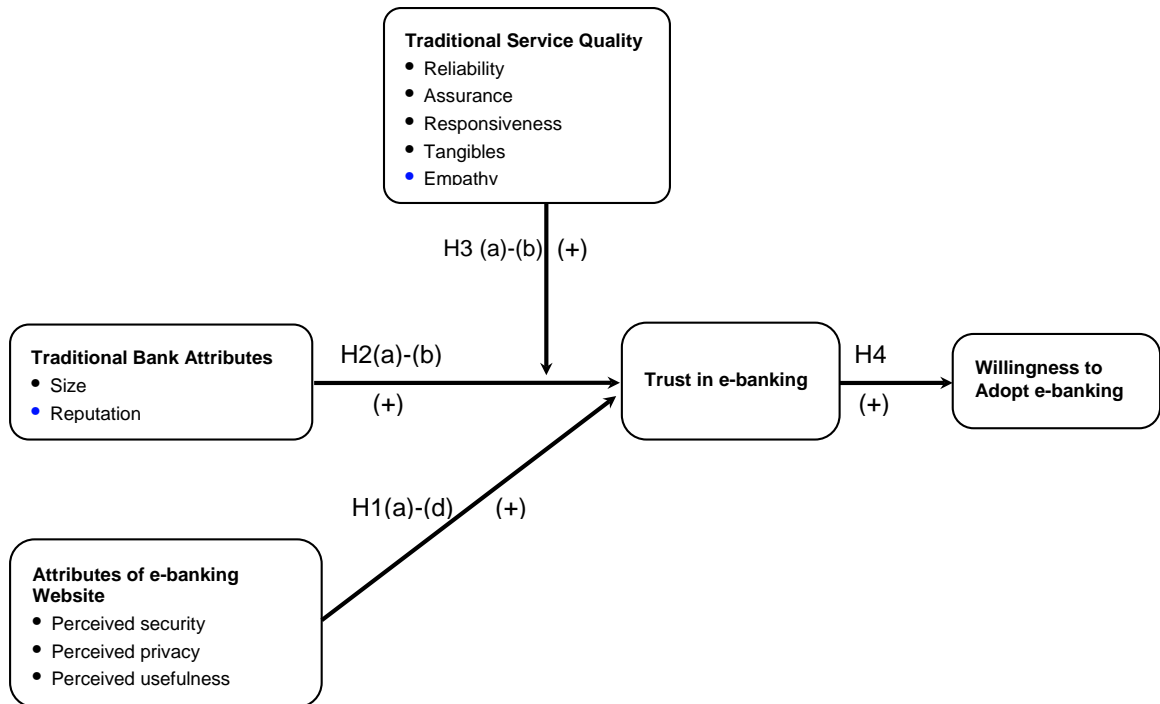 Traditional Service Quality
• Reliability
• Assurance
• Responsiveness
• Tangibles
• Empathy
H3 (a)-(b) (+)
Traditional Bank Attributes
• Size
• Reputation
H2(a)-(b)
(+)
Trust in e-banking
H4
(+)
Willingness to
Adopt e-banking
H1(a)-(d) (+)
Attributes of e-banking
Website
• Perceived security
• Perceived privacy
• Perceived usefulness